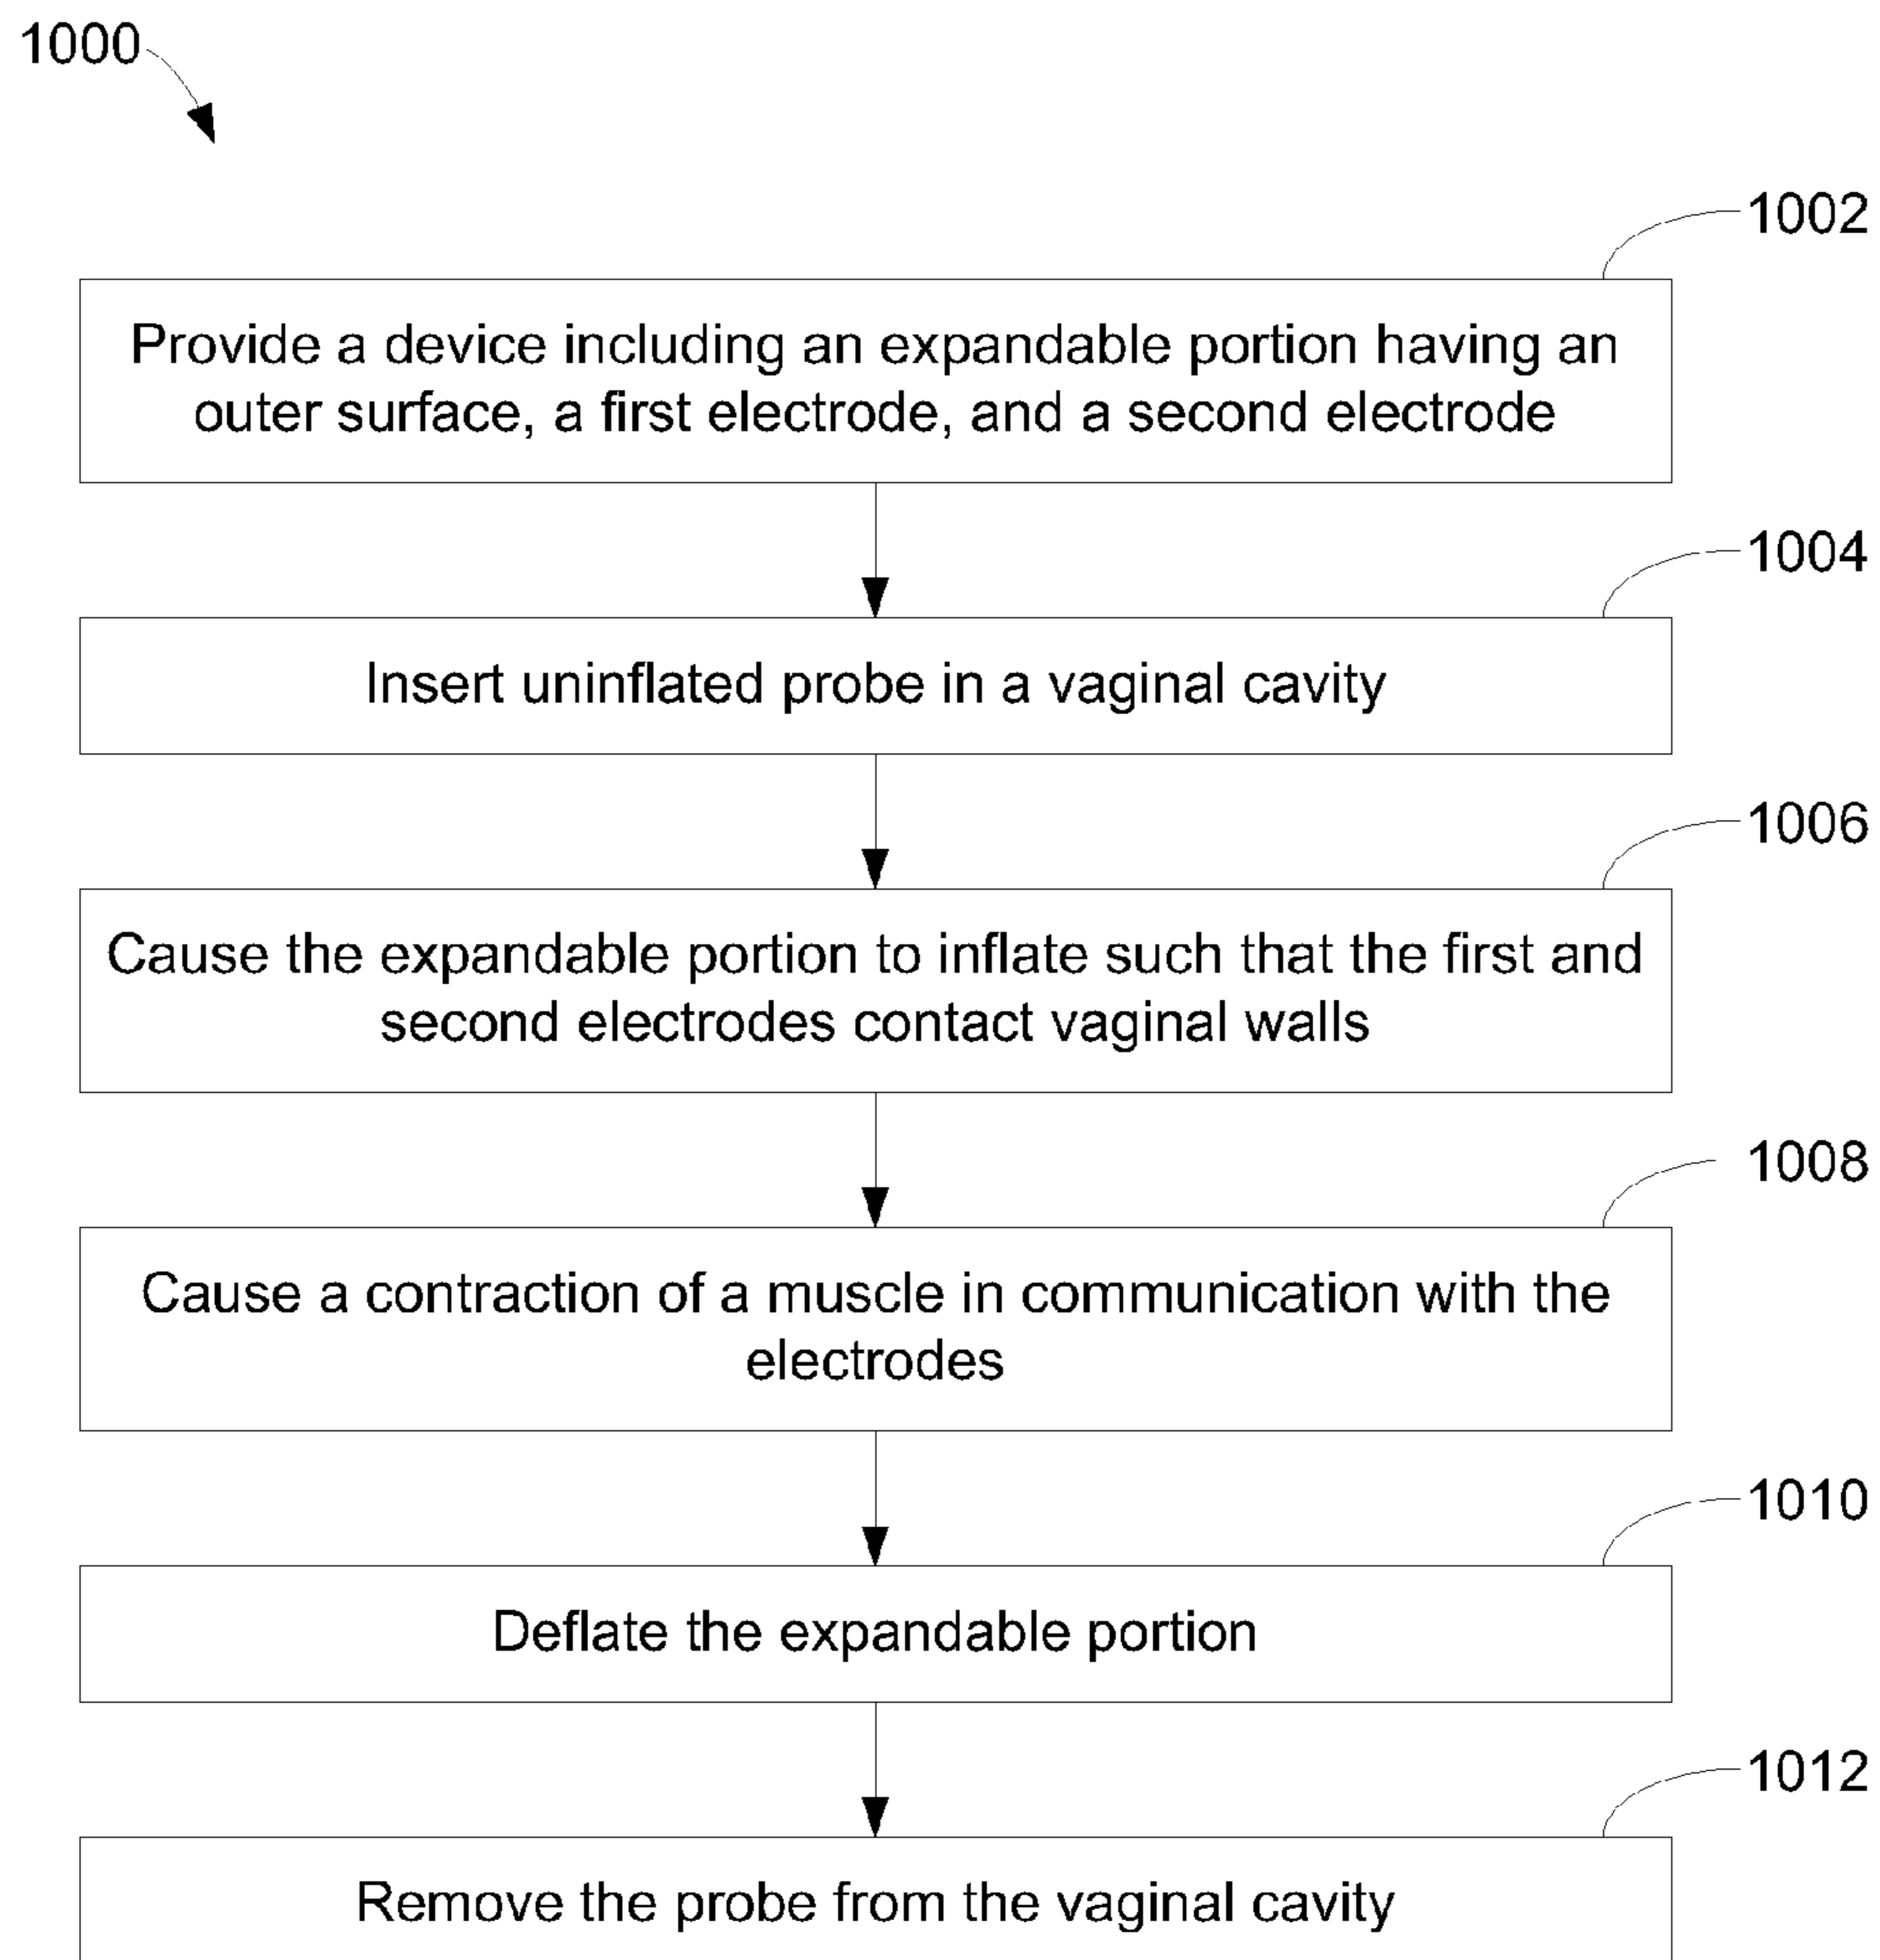 1000
1002
Provide a device including an expandable portion having an
outer surface, a first electrode, and a second electrode
1004
Insert uninflated probe in a vaginal cavity
1006
Cause the expandable portion to inflate such that the first and
second electrodes contact vaginal walls
1008
Cause a contraction of a muscle in communication with the
electrodes
1010
Deflate the expandable portion
1012
Remove the probe from the vaginal cavity